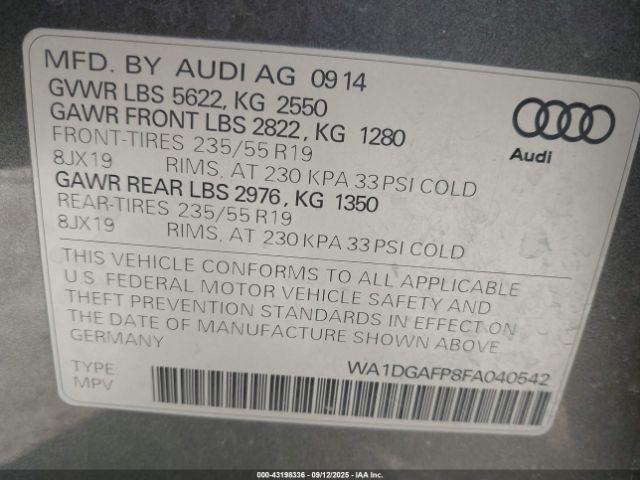 MFD. BY AUDI AG 09 14
GVWR LBS 5622, KG 2550
GAWR FRONT LBS 2822, KG 1280
FRONT-TIRES 235/55 R19
8JX19 RIMS, AT 230 KPA 33 PSI COLD
GAWR REAR LBS 2976, KG 1350
REAR-TIRES 235/55 R19
8JX19 RIMS, AT 230 KPA 33 PSI COLD
Audi
THIS VEHICLE CONFORMS TO ALL APPLICABLE
U.S. FEDERAL MOTOR VEHICLE SAFETY AND
THEFT PREVENTION STANDARDS IN EFFECT ON
THE DATE OF MANUFACTURE SHOWN ABOVE.
GERMANY
TYPE: WA1DGAFP8FA040542
MPV
000-43198336 - 09/12/2025 - IAA Inc.